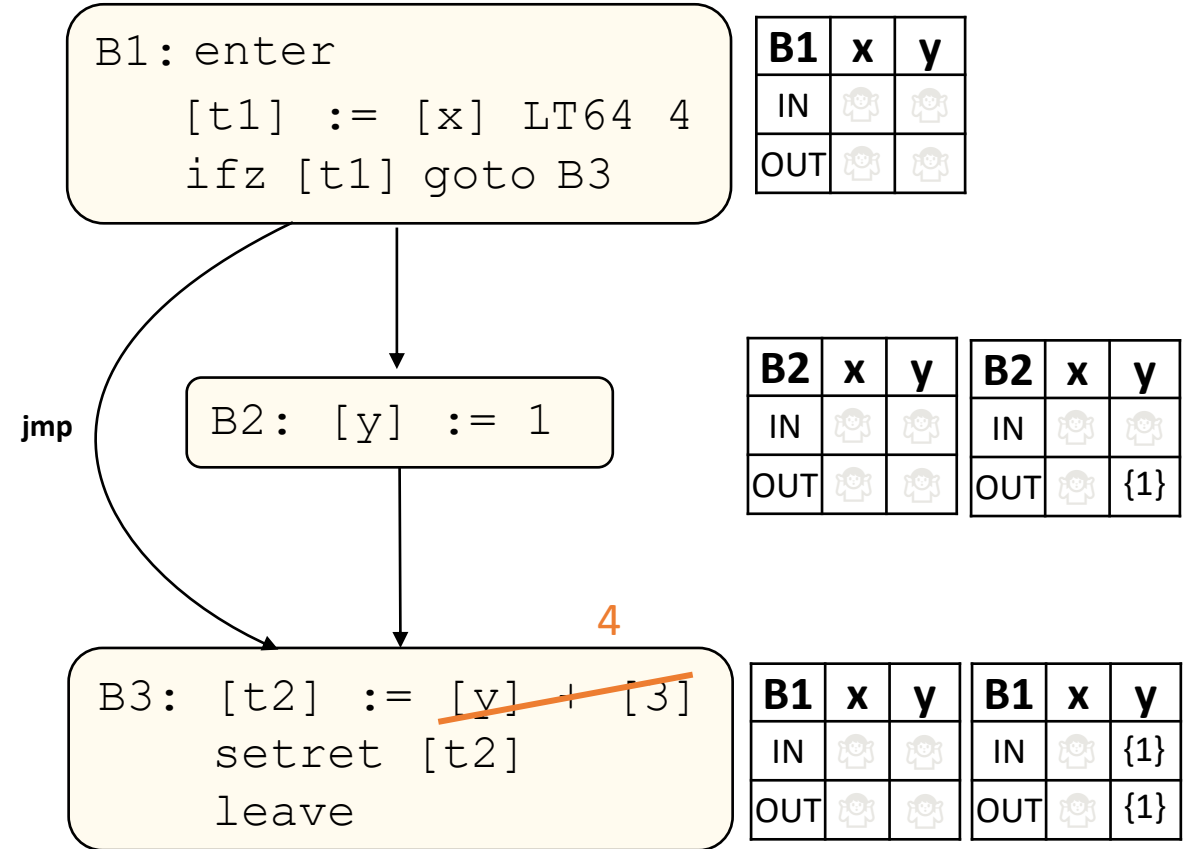 B1: enter
[t1] := [x] LT64 4
ifz [t1] goto B3
B1 x y
IN
OUT
jmp
B2: [y] := 1
B2 x y
IN
OUT
B2 x y
IN
OUT {1}
4
B3: [t2] := [y] + [3]
setret [t2]
leave
B1 x y
IN
OUT
B1 x y
IN {1}
OUT {1}